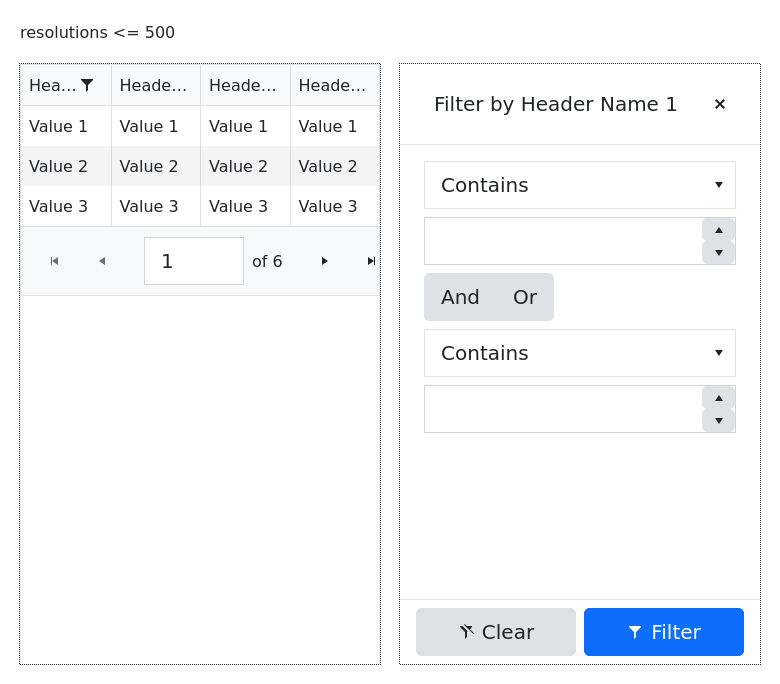 resolutions <= 500
Hea... Heade... Heade... Heade...
Value 1 Value 1 Value 1 Value 1
Value 2 Value 2 Value 2 Value 2
Value 3 Value 3 Value 3 Value 3
1 of 6
Filter by Header Name 1
Contains
And Or
Contains
Clear Filter